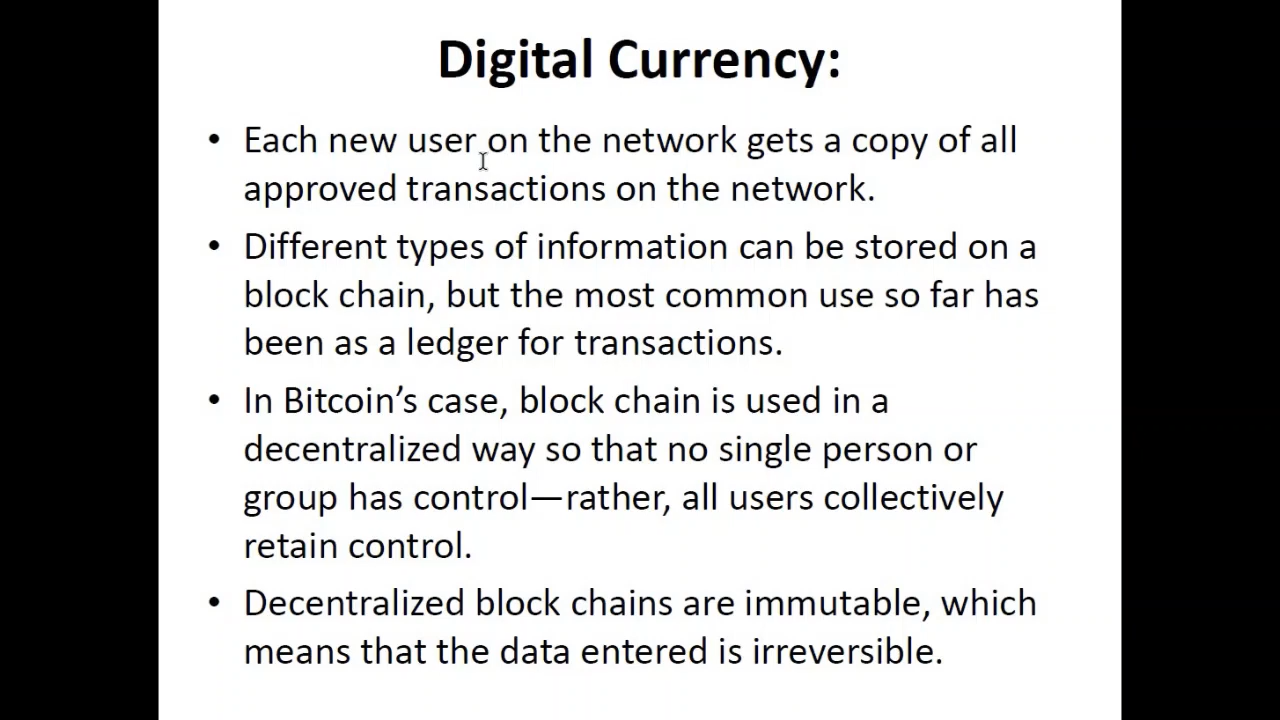 Digital Currency:
• Each new user on the network gets a copy of all
approved transactions on the network.
• Different types of information can be stored on a
block chain, but the most common use so far has
been as a ledger for transactions.
• In Bitcoin’s case, block chain is used in a
decentralized way so that no single person or
group has control—rather, all users collectively
retain control.
• Decentralized block chains are immutable, which
means that the data entered is irreversible.